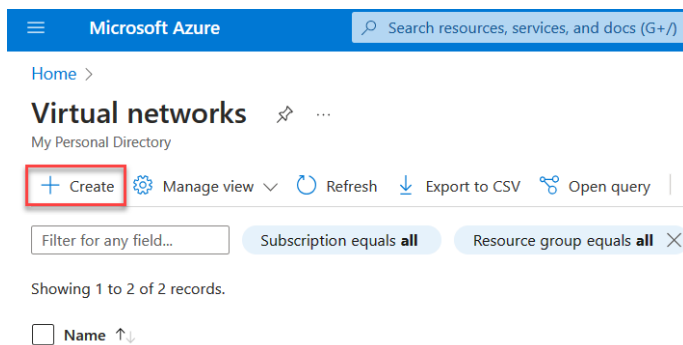 Microsoft Azure Search resources, services, and docs (G+/)
Home >
Virtual networks ...
My Personal Directory
+ Create Manage view Refresh Export to CSV Open query
Filter for any field... Subscription equals all Resource group equals all ×
Showing 1 to 2 of 2 records.
Name ↑↓